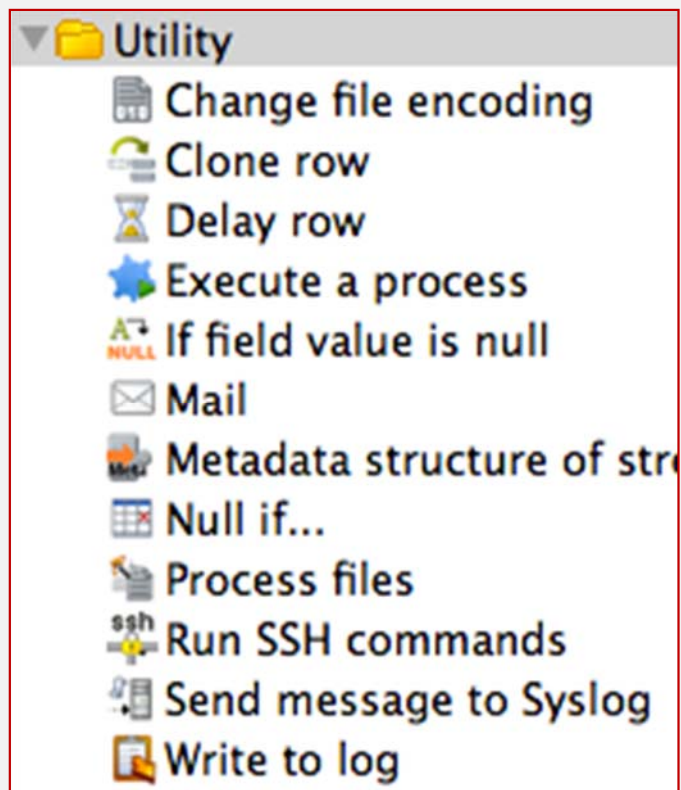 Utility
Change file encoding
Clone row
Delay row
Execute a process
If field value is null
Mail
Metadata structure of
Null if...
Process files
ssh Run SSH commands
Send message to Syslog
Write to log